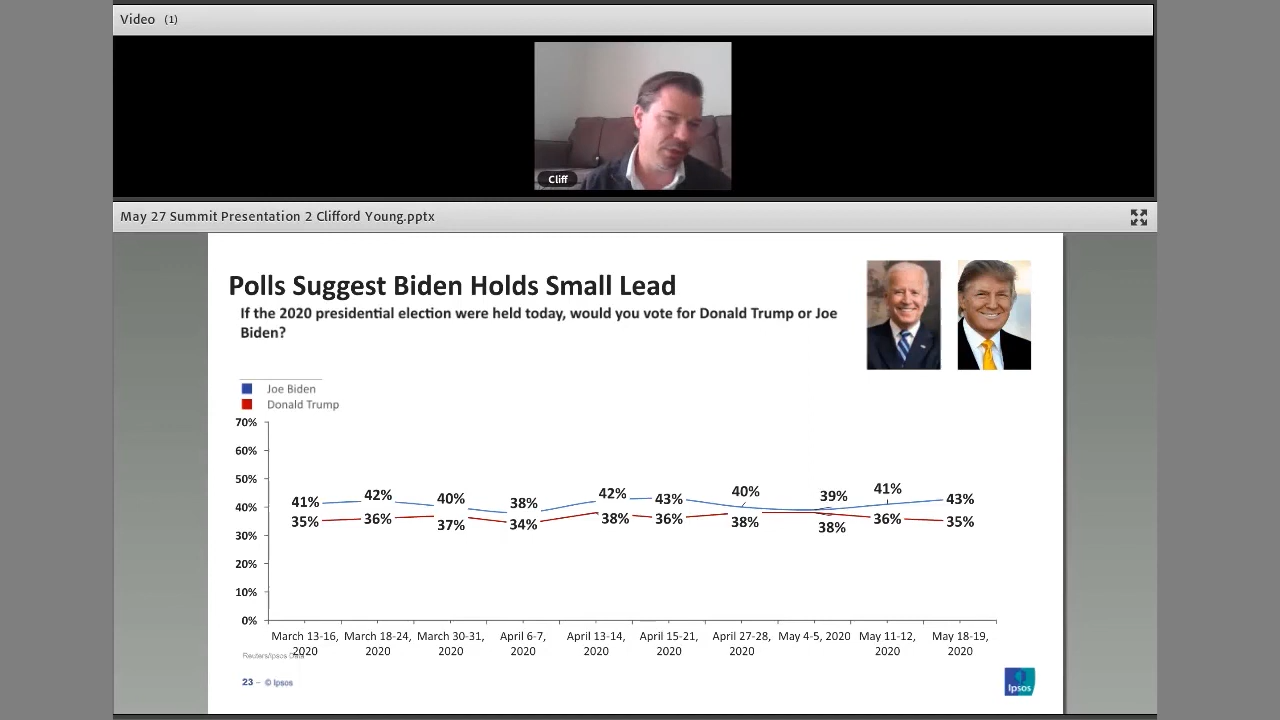 Video (1)
Cliff
May 27 Summit Presentation 2 Clifford Young.pptx
Polls Suggest Biden Holds Small Lead
If the 2020 presidential election were held today, would you vote for Donald Trump or Joe
Biden?
Joe Biden
Donald Trump
70%
60%
50%
40%
30%
20%
10%
0%
41% 42% 40% 38% 42% 43% 40% 39% 41% 43%
35% 36% 37% 34% 38% 36% 38% 38% 36% 35%
March 13-16, March 18-24, March 30-31, April 6-7, April 13-14, April 15-21, April 27-28, May 4-5, 2020 May 11-12, May 18-19,
2020 2020 2020 2020 2020 2020 2020 2020 2020
Reuters/Ipsos Data
23 – © Ipsos
Ipsos